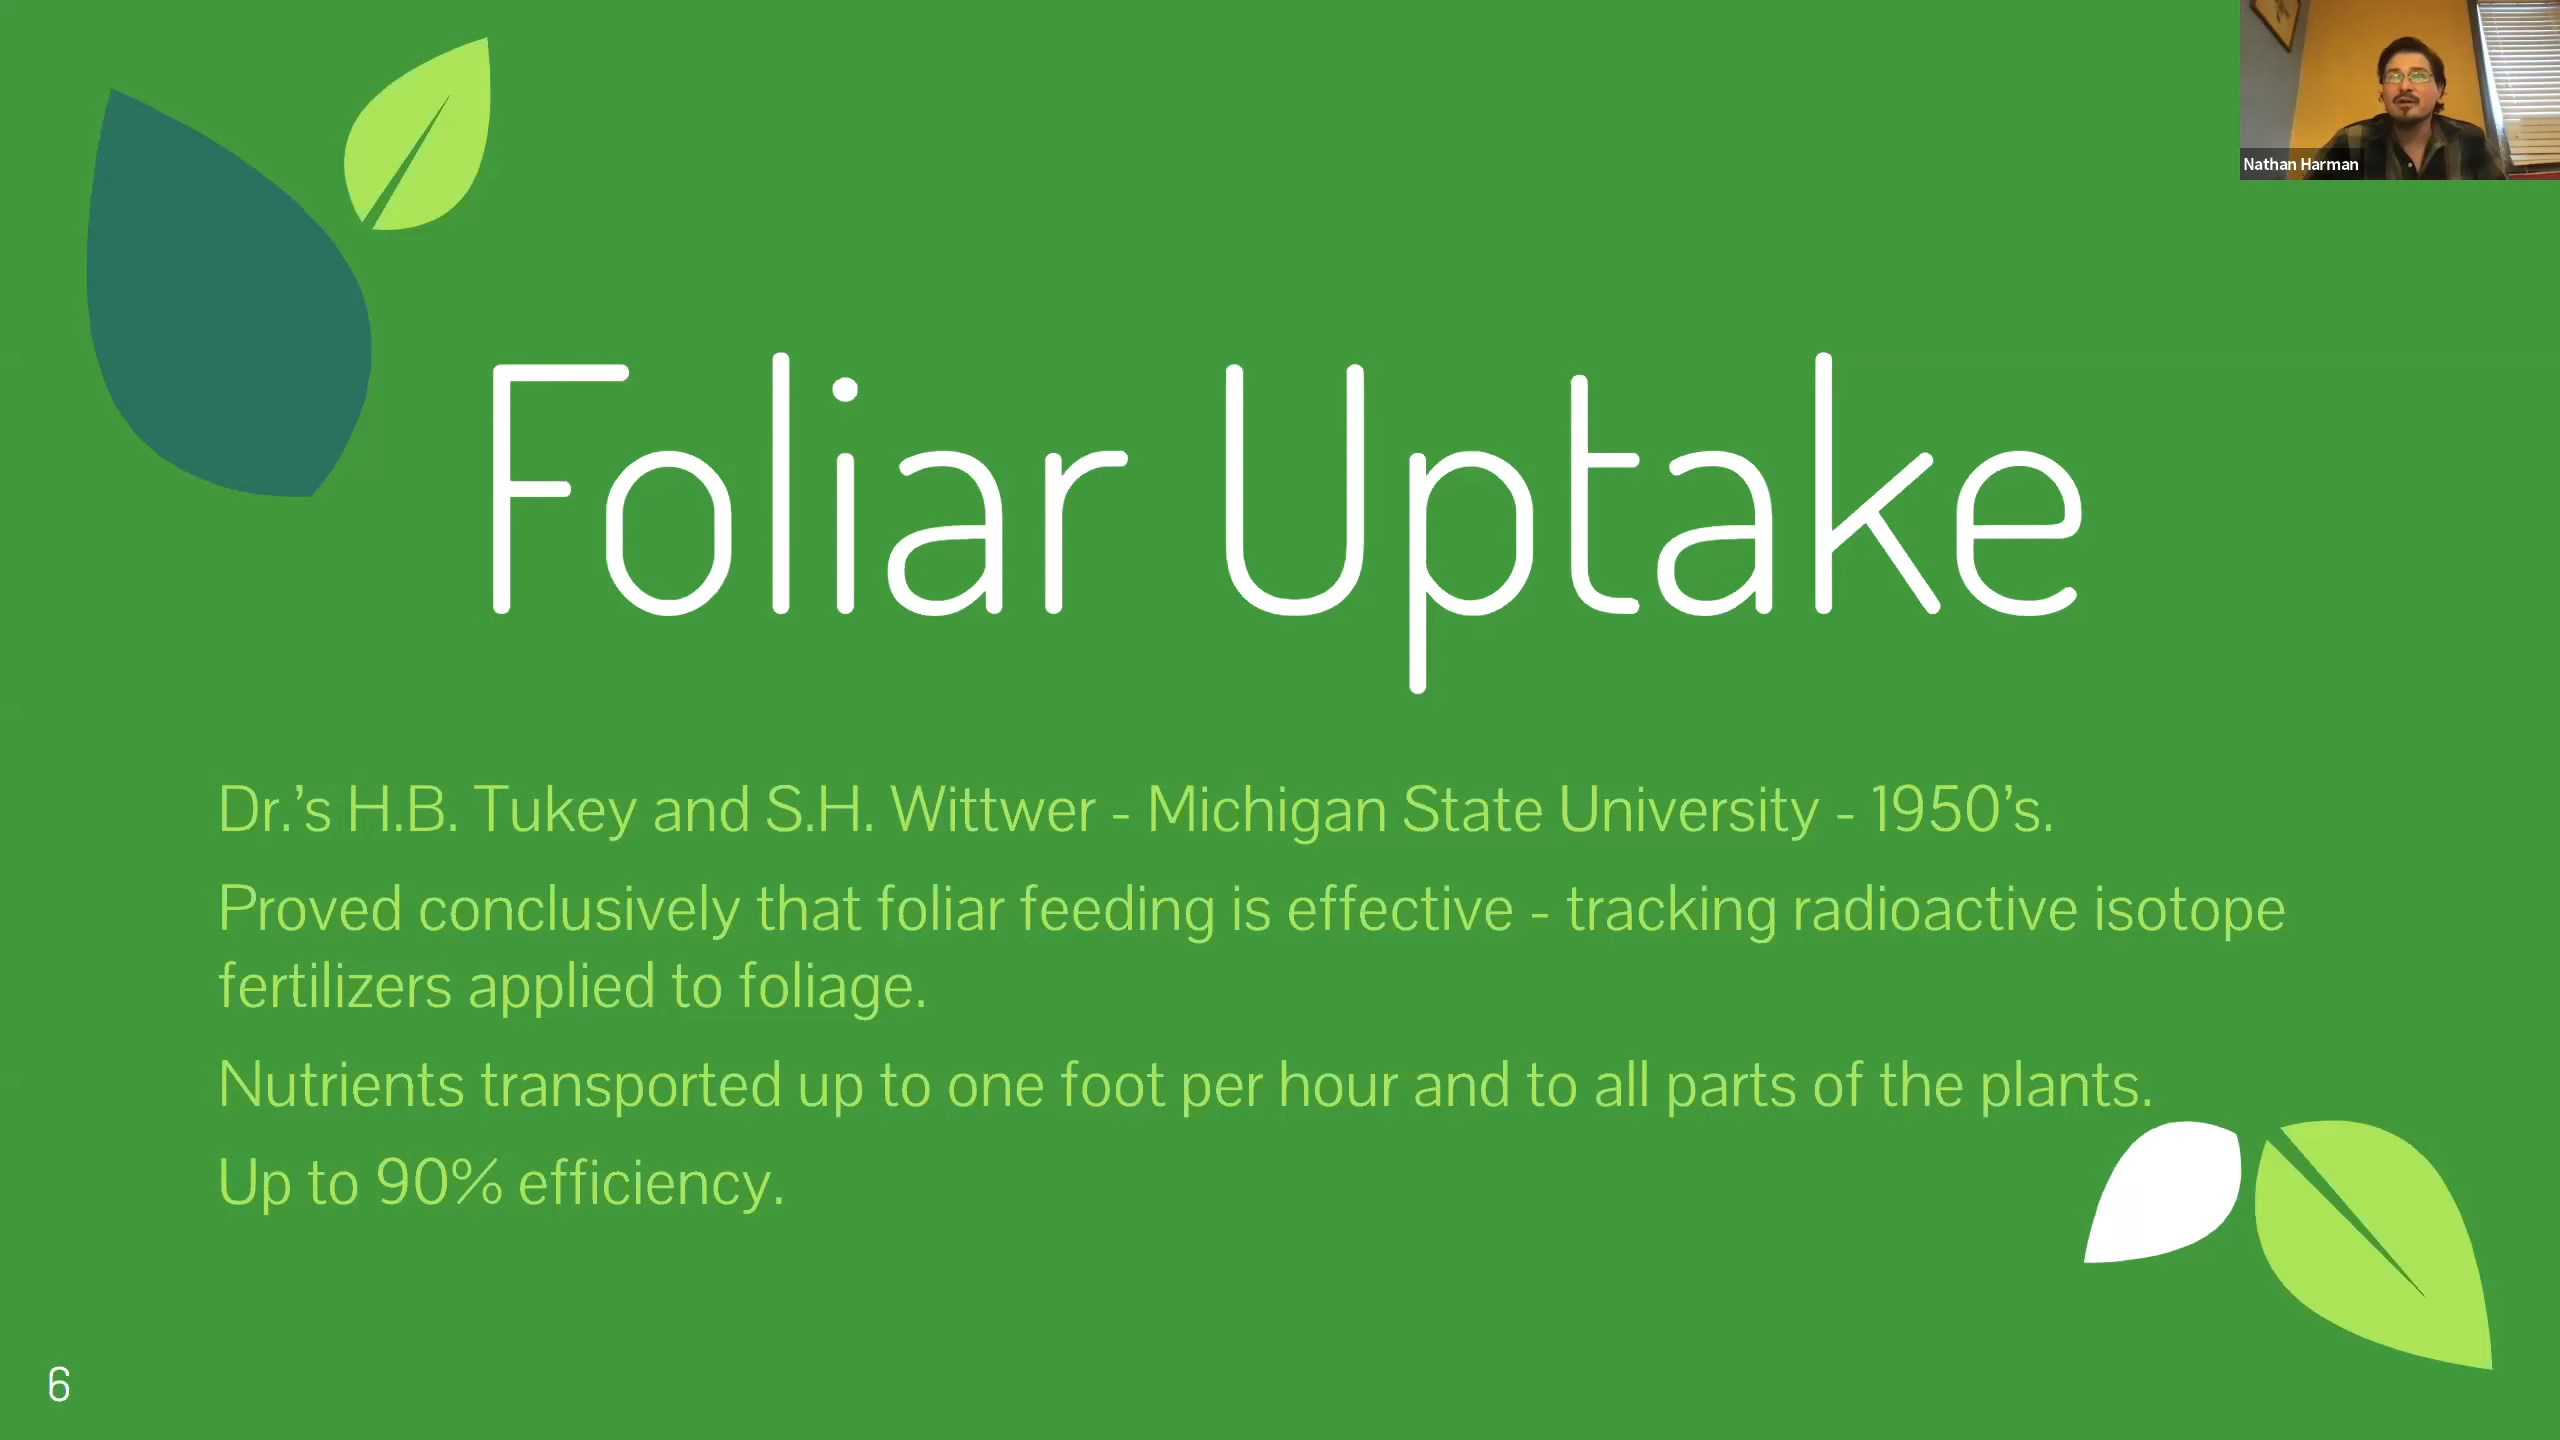 Nathan Harman
Foliar Uptake
Dr.’s H.B. Tukey and S.H. Wittwer - Michigan State University - 1950’s.
Proved conclusively that foliar feeding is effective - tracking radioactive isotope
fertilizers applied to foliage.
Nutrients transported up to one foot per hour and to all parts of the plants.
Up to 90% efficiency.
6